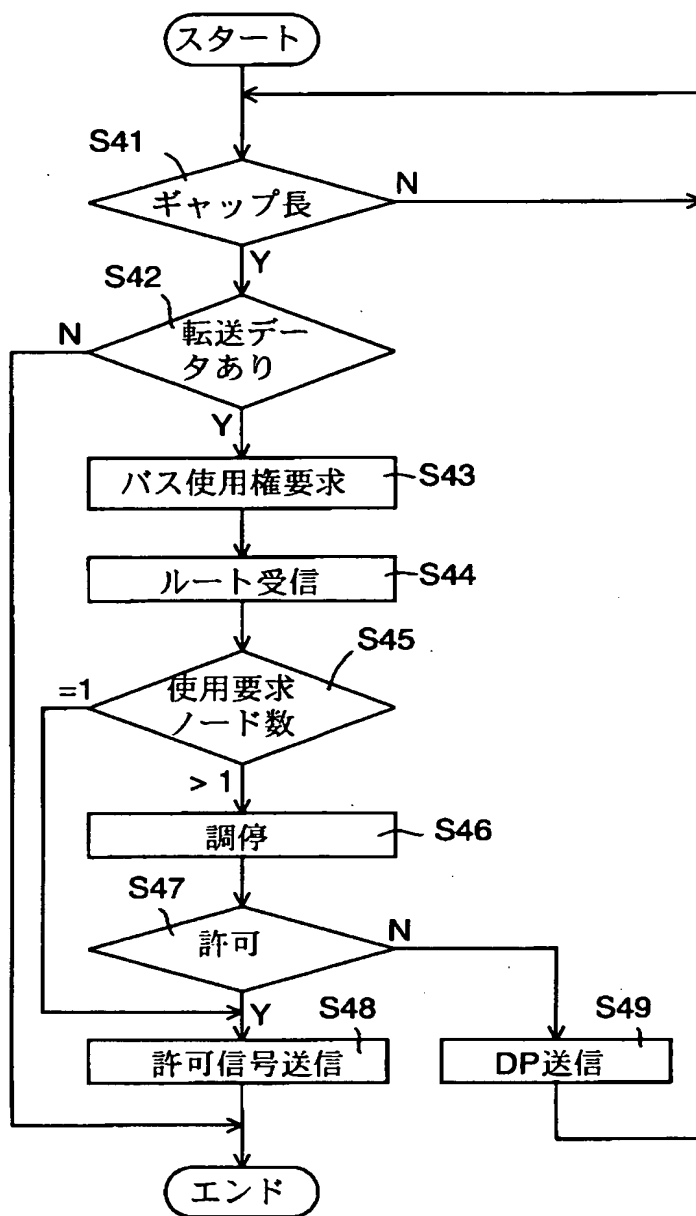 スタート
S41
ギャップ長
N
Y
S42
N
転送デー
タあり
Y
バス使用権要求
S43
ルート受信
S44
S45
=1
使用要求
ノード数
> 1
調停
S46
S47
許可
N
Y
S48
許可信号送信
S49
DP送信
エンド